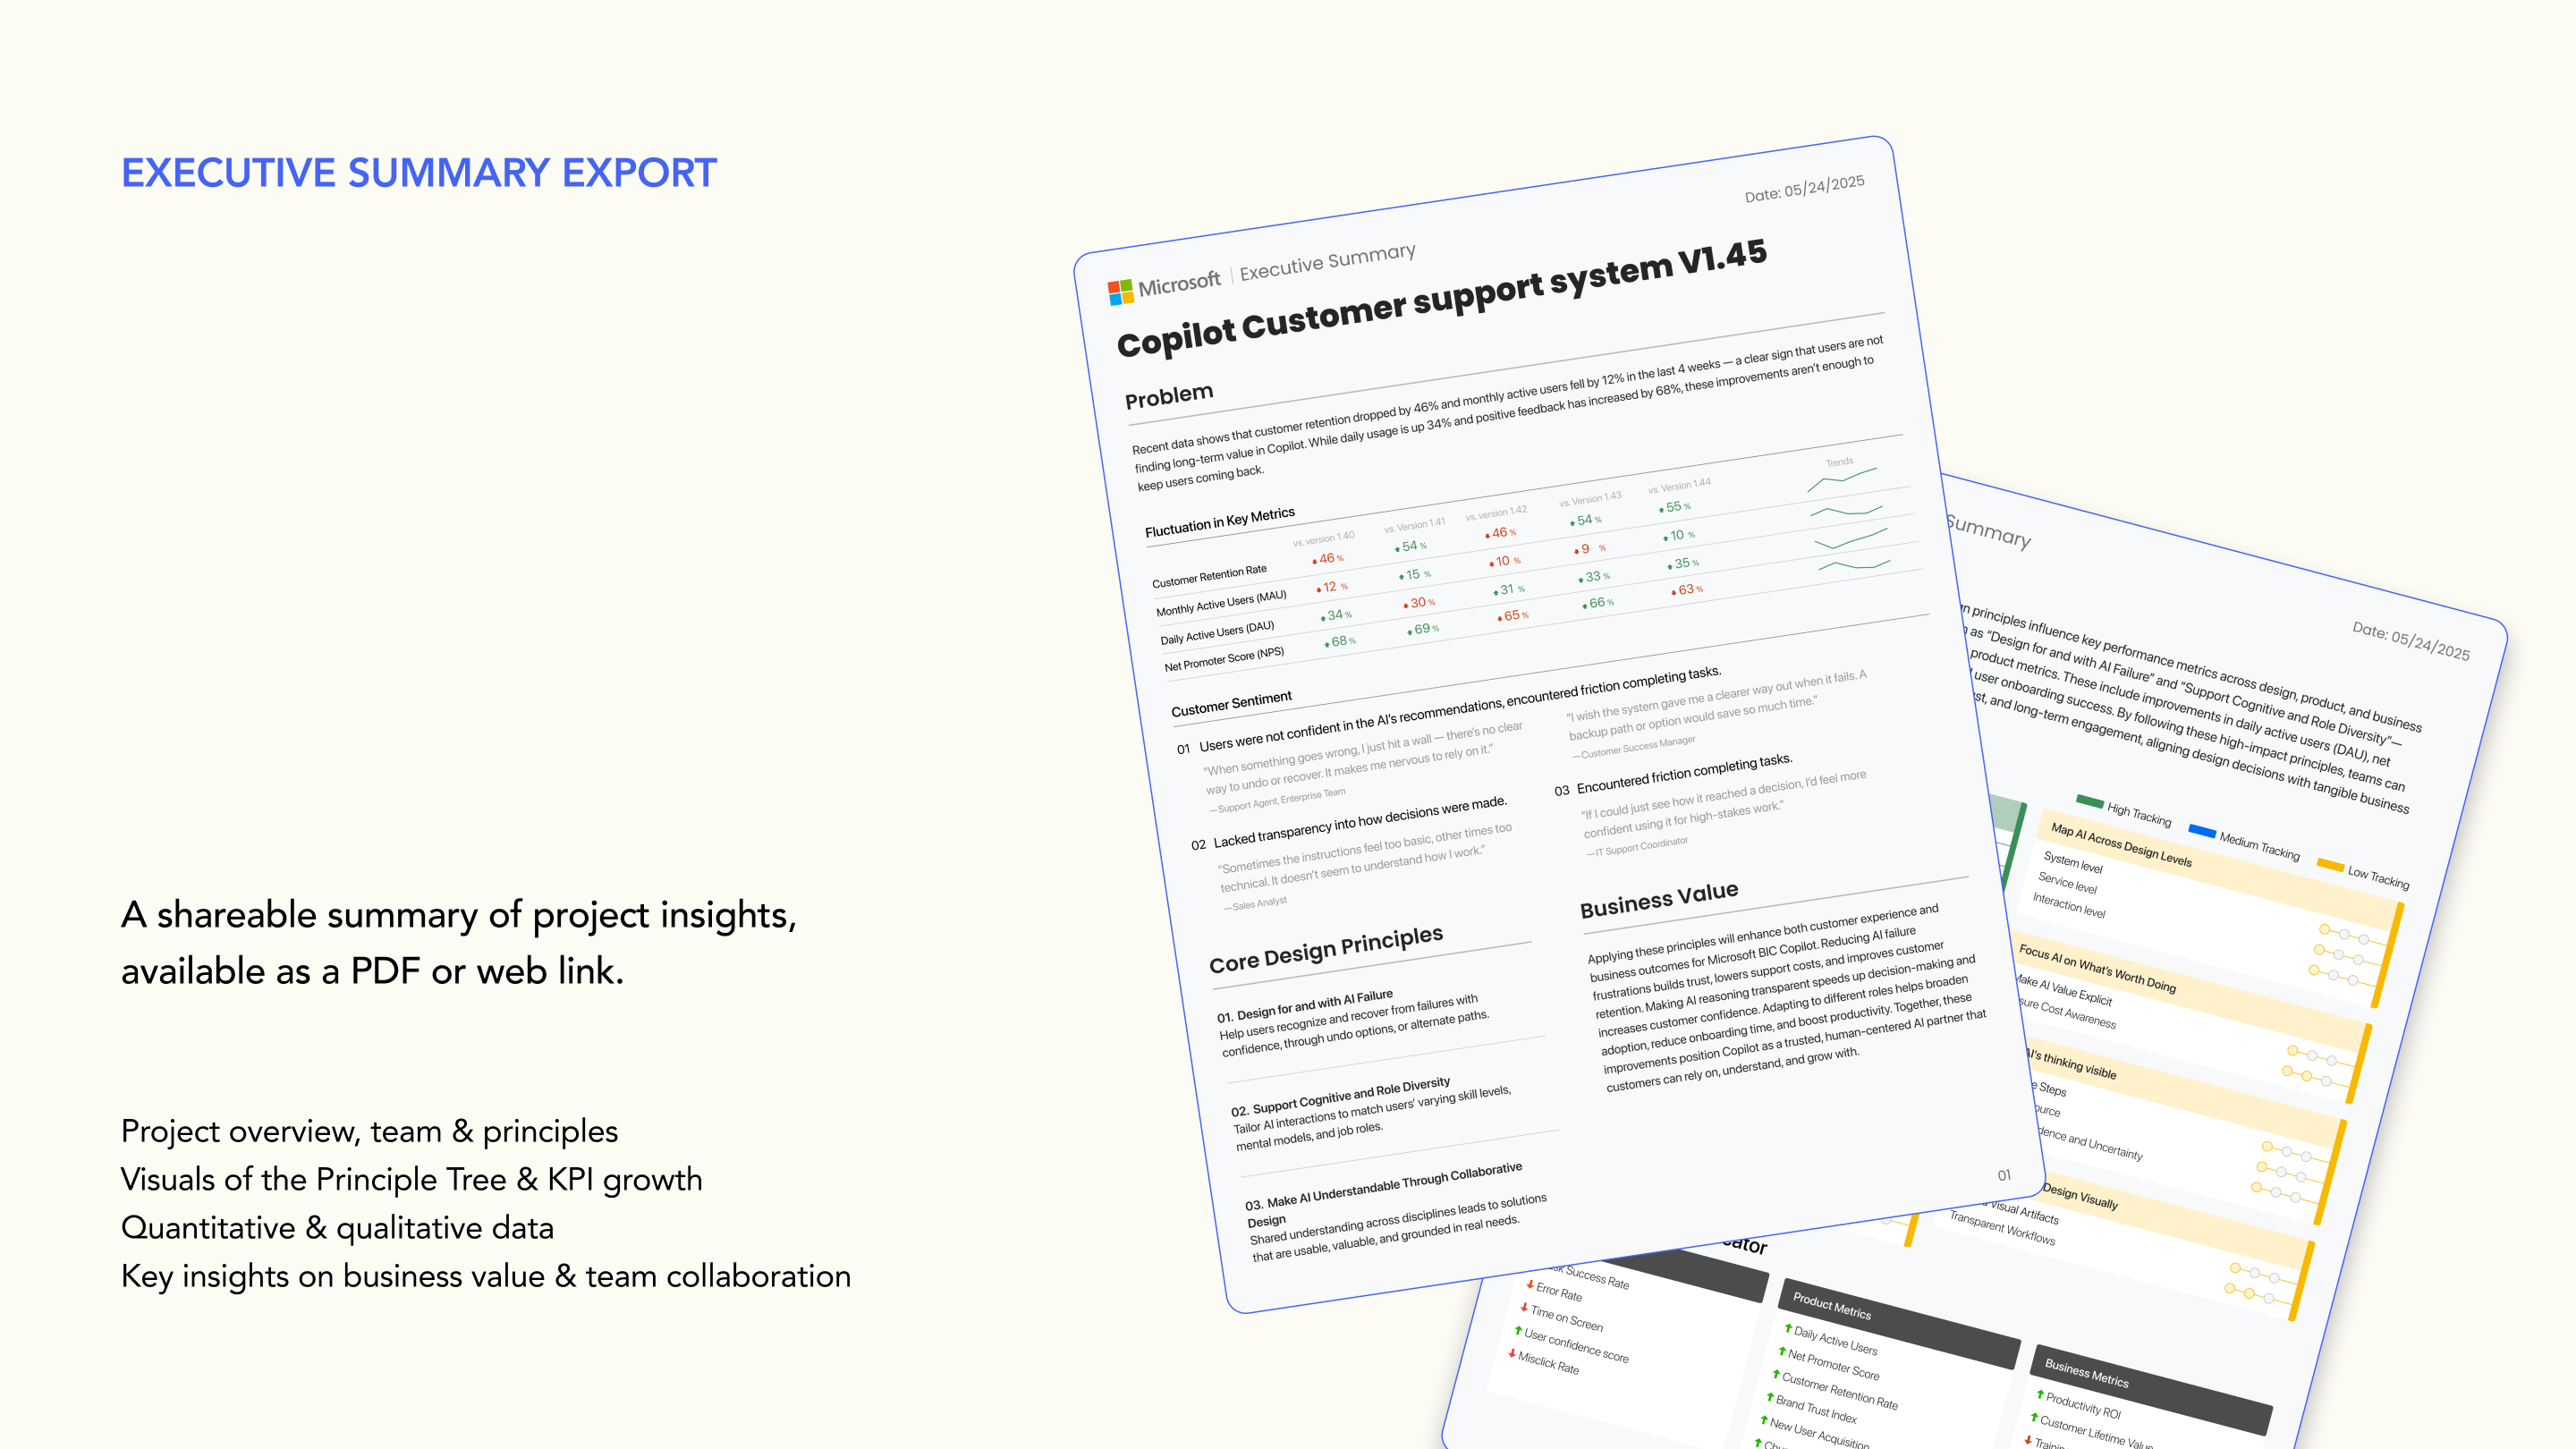 EXECUTIVE SUMMARY EXPORT
A shareable summary of project insights,
available as a PDF or web link.
Project overview, team & principles
Visuals of the Principle Tree & KPI growth
Quantitative & qualitative data
Key insights on business value & team collaboration
Date: 05/24/2025
Microsoft | Executive Summary
Copilot Customer support system V1.45
Problem
Recent data shows that customer retention dropped by 46% and monthly active users fell by 12% in the last 4 weeks — a clear sign that users are not
finding long-term value in Copilot. While daily usage is up 34% and positive feedback has increased by 68%, these improvements aren't enough to
keep users coming back.
Fluctuation in Key Metrics
vs. version 1.40 vs. Version 1.41 vs. version 1.42 vs. Version 1.43 vs. Version 1.44 Trends
Customer Retention Rate 46 % 54 % 46 % 54 % 55 %
Monthly Active Users (MAU) 12 % 15 % 10 % 9 % 10 %
Daily Active Users (DAU) 34 % 30 % 31 % 33 % 35 %
Net Promoter Score (NPS) 68 % 69 % 65 % 66 % 63 %
Customer Sentiment
01 Users were not confident in the AI's recommendations, encountered friction completing tasks.
"When something goes wrong, I just hit a wall — there's no clear
way to undo or recover. It makes me nervous to rely on it."
—Support Agent, Enterprise Team
02 Lacked transparency into how decisions were made.
"Sometimes the instructions feel too basic, other times too
technical. It doesn't seem to understand how I work."
—Sales Analyst
"I wish the system gave me a clearer way out when it fails. A
backup path or option would save so much time."
—Customer Success Manager
03 Encountered friction completing tasks.
"If I could just see how it reached a decision, I'd feel more
confident using it for high-stakes work."
—IT Support Coordinator
Core Design Principles
01. Design for and with AI Failure
Help users recognize and recover from failures with
confidence, through undo options, or alternate paths.
02. Support Cognitive and Role Diversity
Tailor AI interactions to match users' varying skill levels,
mental models, and job roles.
03. Make AI Understandable Through Collaborative
Design
Shared understanding across disciplines leads to solutions
that are usable, valuable, and grounded in real needs.
Business Value
Applying these principles will enhance both customer experience and
business outcomes for Microsoft BIC Copilot. Reducing AI failure
frustrations builds trust, lowers support costs, and improves customer
retention. Making AI reasoning transparent speeds up decision-making and
increases customer confidence. Adapting to different roles helps broaden
adoption, reduce onboarding time, and boost productivity. Together, these
improvements position Copilot as a trusted, human-centered AI partner that
customers can rely on, understand, and grow with.
01
Summary
Date: 05/24/2025
principles influence key performance metrics across design, product, and business
as "Design for and with AI Failure" and "Support Cognitive and Role Diversity"—
product metrics. These include improvements in daily active users (DAU), net
user onboarding success. By following these high-impact principles, teams can
and long-term engagement, aligning design decisions with tangible business
High Tracking
Medium Tracking
Low Tracking
Map AI Across Design Levels
System level
Service level
Interaction level
Focus AI on What's Worth Doing
Make AI Value Explicit
Cost Awareness
AI's thinking visible
Steps
and Uncertainty
Design Visually
Visual Artifacts
Transparent Workflows
Success Rate
Error Rate
Time on Screen
User confidence score
Misclick Rate
Product Metrics
Daily Active Users
Net Promoter Score
Customer Retention Rate
Brand Trust Index
New User Acquisition
Business Metrics
Productivity ROI
Customer Lifetime Value